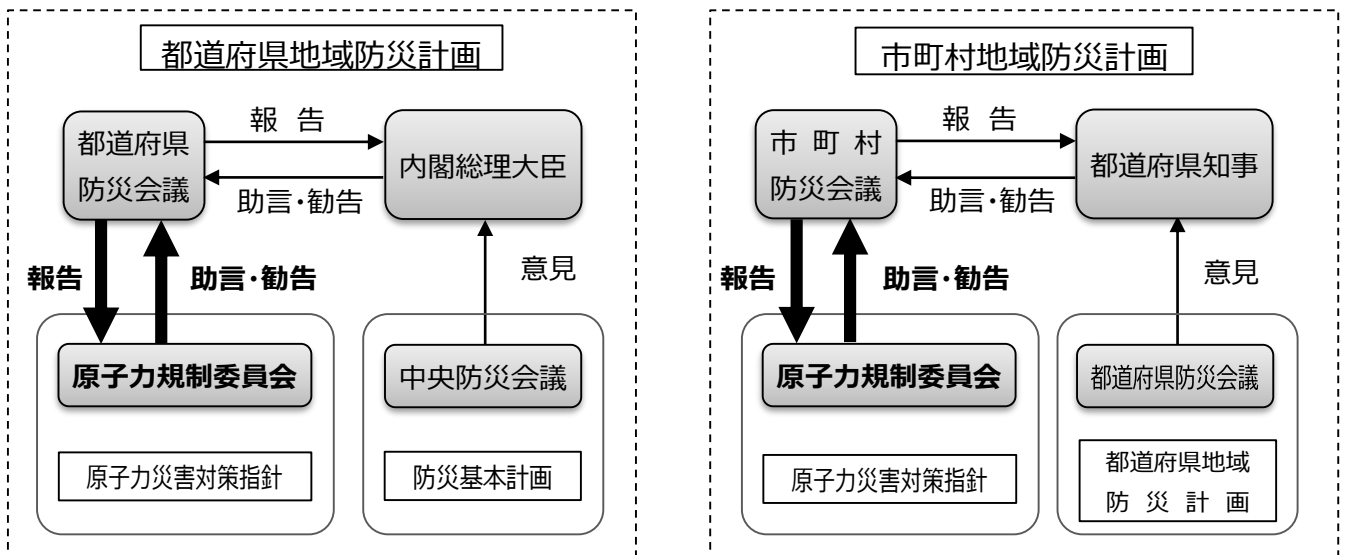 都道府県地域防災計画
都道府県
防災会議
報 告
助言・勧告
内閣総理大臣
報告
助言・勧告
意見
原子力規制委員会
中央防災会議
原子力災害対策指針
防災基本計画
市町村地域防災計画
市 町 村
防災会議
報 告
助言・勧告
都道府県知事
報告
助言・勧告
意見
原子力規制委員会
都道府県防災会議
原子力災害対策指針
都道府県地域
防 災 計 画